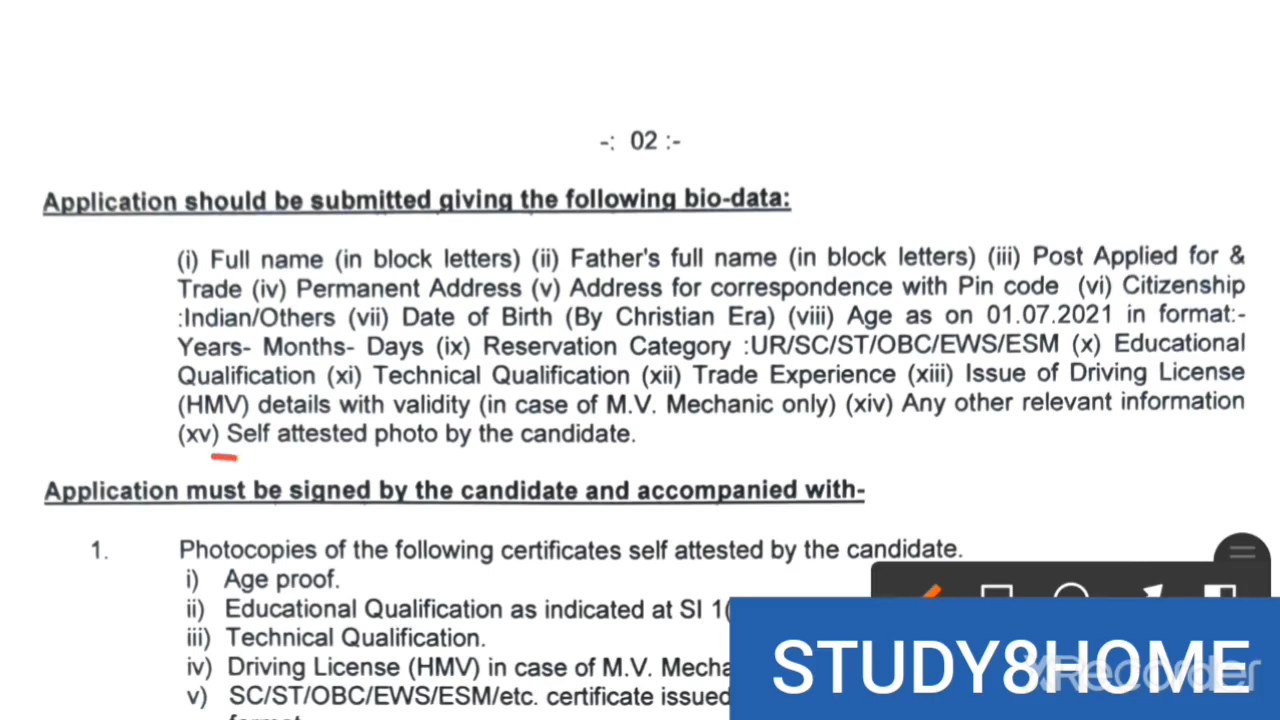 -: 02 :-
Application should be submitted giving the following bio-data:
(i) Full name (in block letters) (ii) Father's full name (in block letters) (iii) Post Applied for &
Trade (iv) Permanent Address (v) Address for correspondence with Pin code (vi) Citizenship
:Indian/Others (vii) Date of Birth (By Christian Era) (viii) Age as on 01.07.2021 in format:-
Years- Months- Days (ix) Reservation Category :UR/SC/ST/OBC/EWS/ESM (x) Educational
Qualification (xi) Technical Qualification (xii) Trade Experience (xiii) Issue of Driving License
(HMV) details with validity (in case of M.V. Mechanic only) (xiv) Any other relevant information
(xv) Self attested photo by the candidate.
Application must be signed by the candidate and accompanied with-
1. Photocopies of the following certificates self attested by the candidate.
i) Age proof.
ii) Educational Qualification as indicated at SI 1(
iii) Technical Qualification.
iv) Driving License (HMV) in case of M.V. Mecha
v) SC/ST/OBC/EWS/ESM/etc. certificate issued
STUDY8HOME
XRecorder